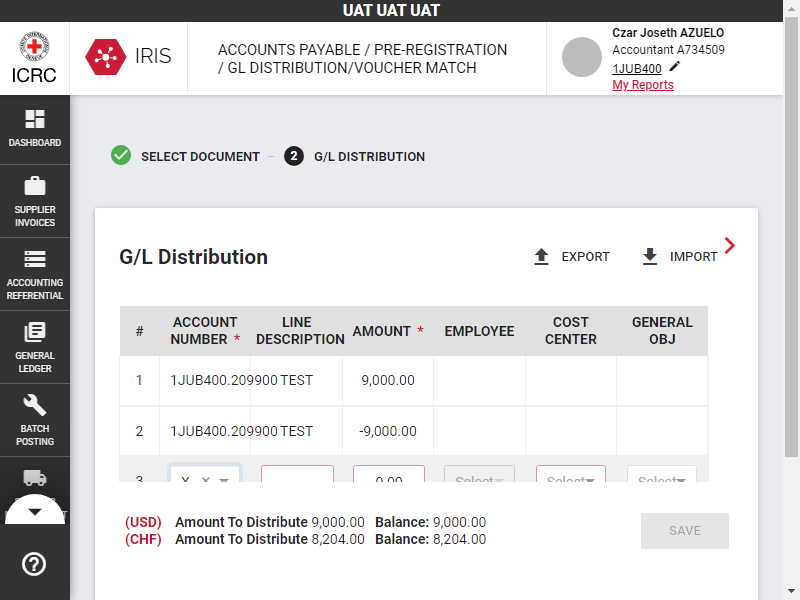 UAT UAT UAT
ICRC
IRIS
ACCOUNTS PAYABLE / PRE-REGISTRATION
/ GL DISTRIBUTION/VOUCHER MATCH
Czar Joseth AZUELO
Accountant A734509
1JUB400
My Reports
DASHBOARD
SUPPLIER
INVOICES
ACCOUNTING
REFERENTIAL
GENERAL
LEDGER
BATCH
POSTING
SELECT DOCUMENT
2 G/L DISTRIBUTION
G/L Distribution
EXPORT
IMPORT
# ACCOUNT NUMBER * LINE DESCRIPTION AMOUNT * EMPLOYEE COST CENTER GENERAL OBJ
1 1JUB400.209900 TEST 9,000.00
2 1JUB400.209900 TEST -9,000.00
3 0.00 Select Select Select
(USD) Amount To Distribute 9,000.00 Balance: 9,000.00
(CHF) Amount To Distribute 8,204.00 Balance: 8,204.00
SAVE